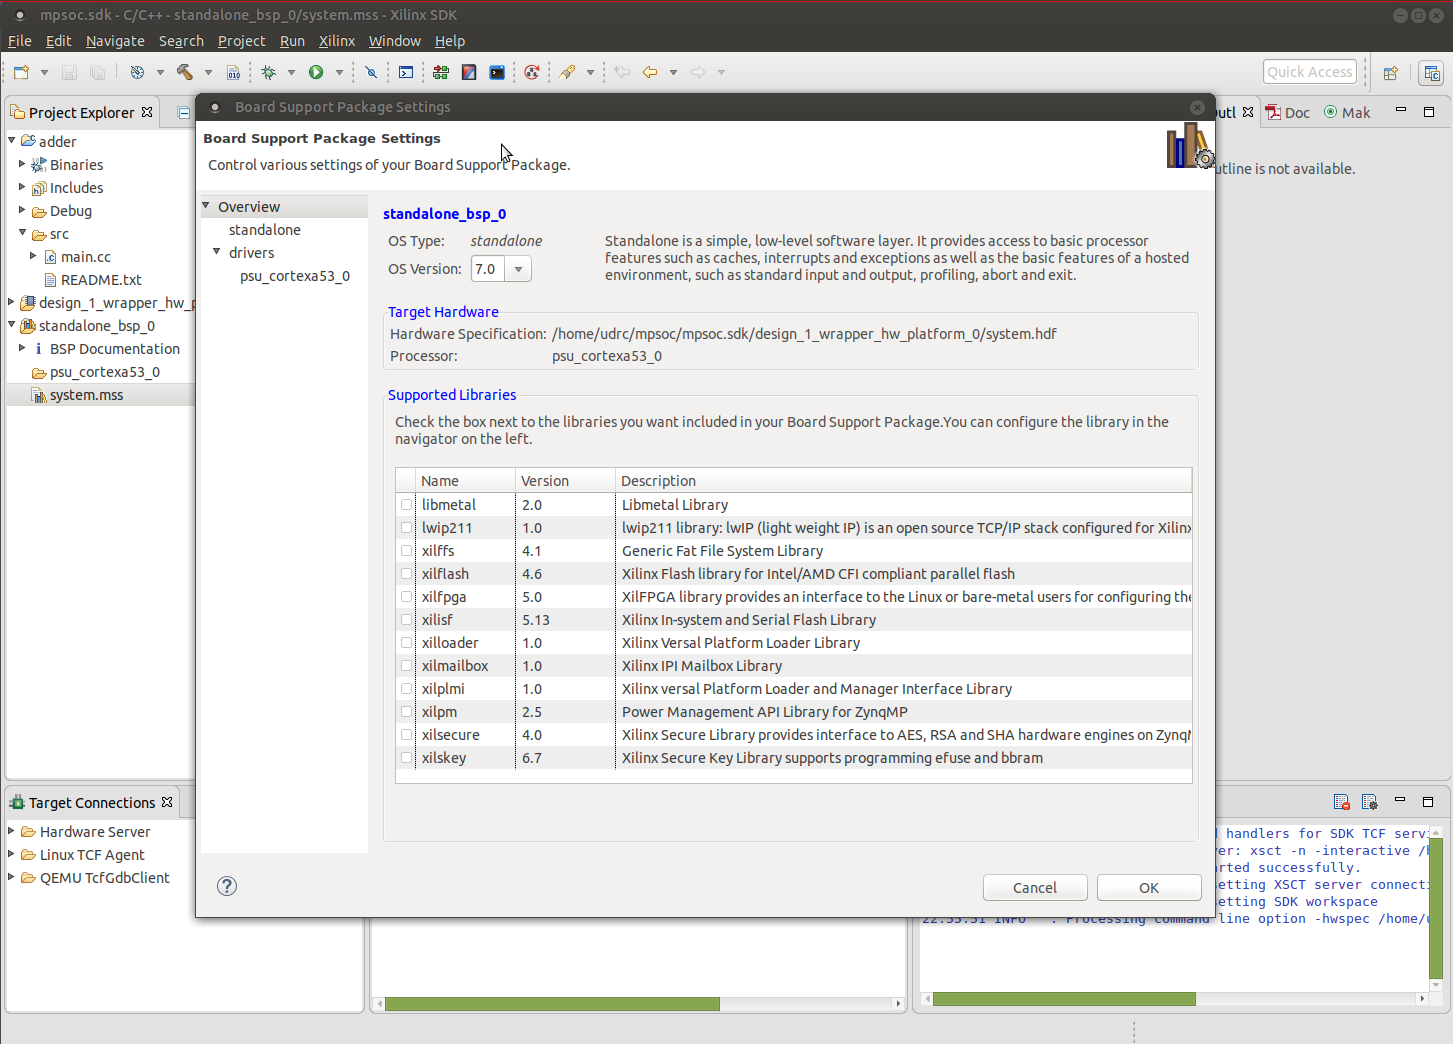 mpsoc.sdk - C/C++ - standalone_bsp_0/system.mss - Xilinx SDK
File Edit Navigate Search Project Run Xilinx Window Help
Quick Access
Project Explorer
adder
Binaries
Includes
Debug
src
main.cc
README.txt
design_1_wrapper_hw_p
standalone_bsp_0
BSP Documentation
psu_cortexa53_0
system.mss
Board Support Package Settings
Board Support Package Settings
Control various settings of your Board Support Package.
Overview
standalone
drivers
psu_cortexa53_0
standalone_bsp_0
OS Type: standalone
OS Version: 7.0
Standalone is a simple, low-level software layer. It provides access to basic processor
features such as caches, interrupts and exceptions as well as the basic features of a hosted
environment, such as standard input and output, profiling, abort and exit.
Target Hardware
Hardware Specification: /home/udrc/mpsoc/mpsoc.sdk/design_1_wrapper_hw_platform_0/system.hdf
Processor: psu_cortexa53_0
Supported Libraries
Check the box next to the libraries you want included in your Board Support Package.You can configure the library in the
navigator on the left.
Name Version Description
libmetal 2.0 Libmetal Library
lwip211 1.0 lwip211 library: lwIP (light weight IP) is an open source TCP/IP stack configured for Xilinx
xilffs 4.1 Generic Fat File System Library
xilflash 4.6 Xilinx Flash library for Intel/AMD CFI compliant parallel flash
xilfpga 5.0 XilFPGA library provides an interface to the Linux or bare-metal users for configuring the
xilisf 5.13 Xilinx In-system and Serial Flash Library
xilloader 1.0 Xilinx Versal Platform Loader Library
xilmailbox 1.0 Xilinx IPI Mailbox Library
xilplmi 1.0 Xilinx versal Platform Loader and Manager Interface Library
xilpm 2.5 Power Management API Library for ZynqMP
xilsecure 4.0 Xilinx Secure Library provides interface to AES, RSA and SHA hardware engines on Zynq
xilskey 6.7 Xilinx Secure Key Library supports programming efuse and bbram
Cancel OK
utl Doc Mak
utline is not available.
Target Connections
Hardware Server
Linux TCF Agent
QEMU TcfGdbClient
d handlers for SDK TCF servi
ver: xsct -n -interactive /h
rted successfully.
etting XSCT server connecti
etting SDK workspace
22:55:51 INFO : Processing command line option -hwspec /home/u